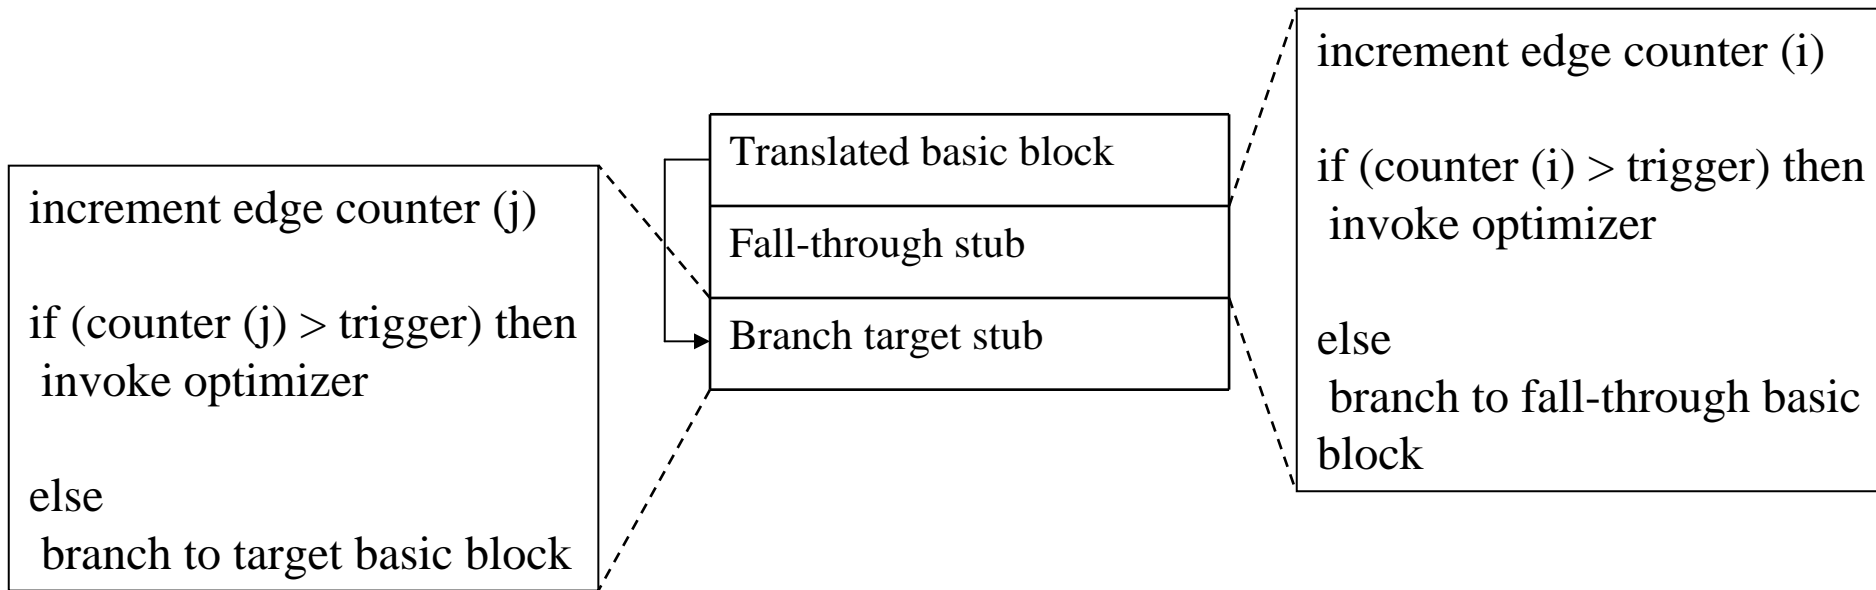 increment edge counter (j)
if (counter (j) > trigger) then
invoke optimizer
else
branch to target basic block
Translated basic block
Fall-through stub
Branch target stub
increment edge counter (i)
if (counter (i) > trigger) then
invoke optimizer
else
branch to fall-through basic
block